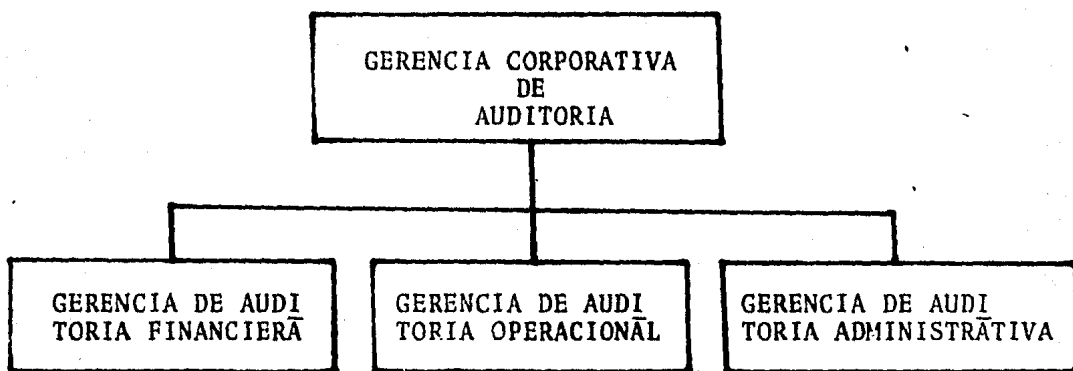 GERENCIA CORPORATIVA
DE
AUDITORIA
GERENCIA DE AUDI
TORIA FINANCIERA
GERENCIA DE AUDI
TORIA OPERACIONAL
GERENCIA DE AUDI
TORIA ADMINISTRATIVA